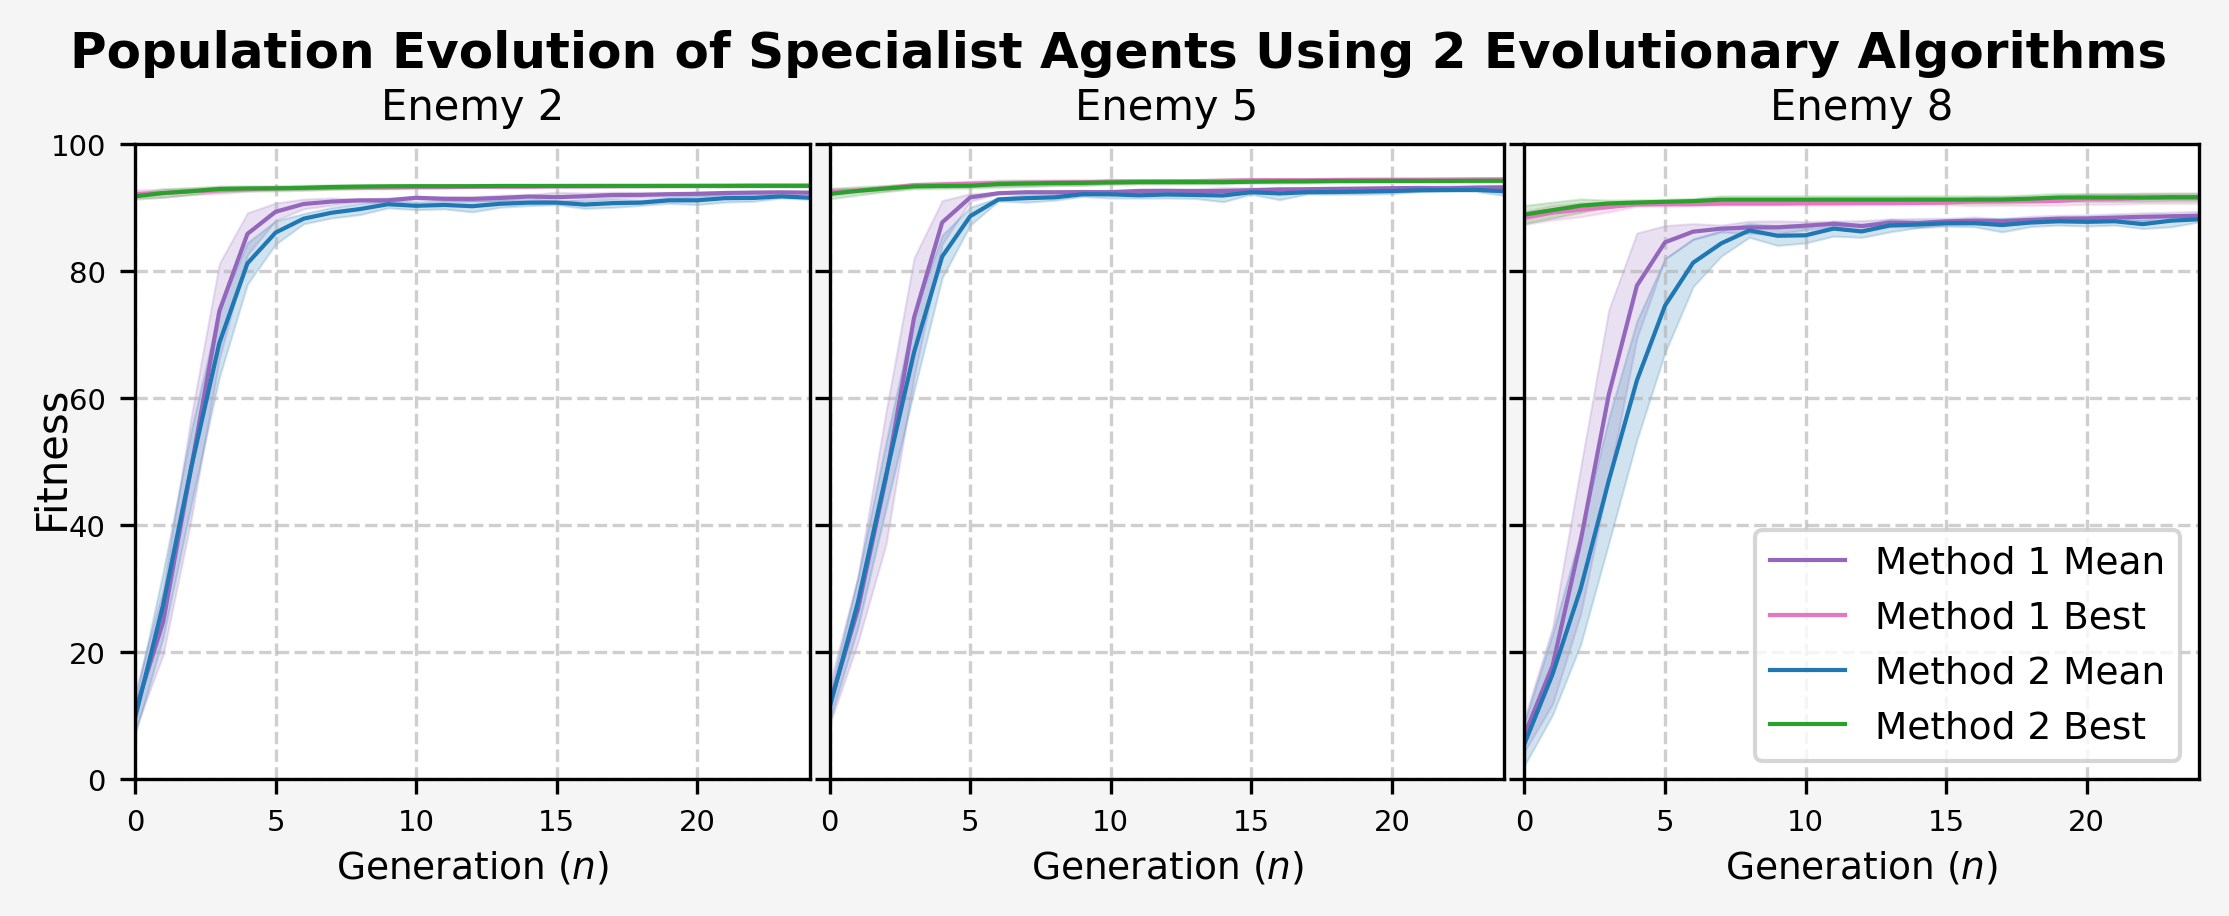 Population Evolution of Specialist Agents Using 2 Evolutionary Algorithms
Enemy 2
Enemy 5
Enemy 8
Fitness
100
80
60
40
20
0
0 5 10 15 20
0 5 10 15 20
0 5 10 15 20
Generation (n)
Generation (n)
Generation (n)
Method 1 Mean
Method 1 Best
Method 2 Mean
Method 2 Best